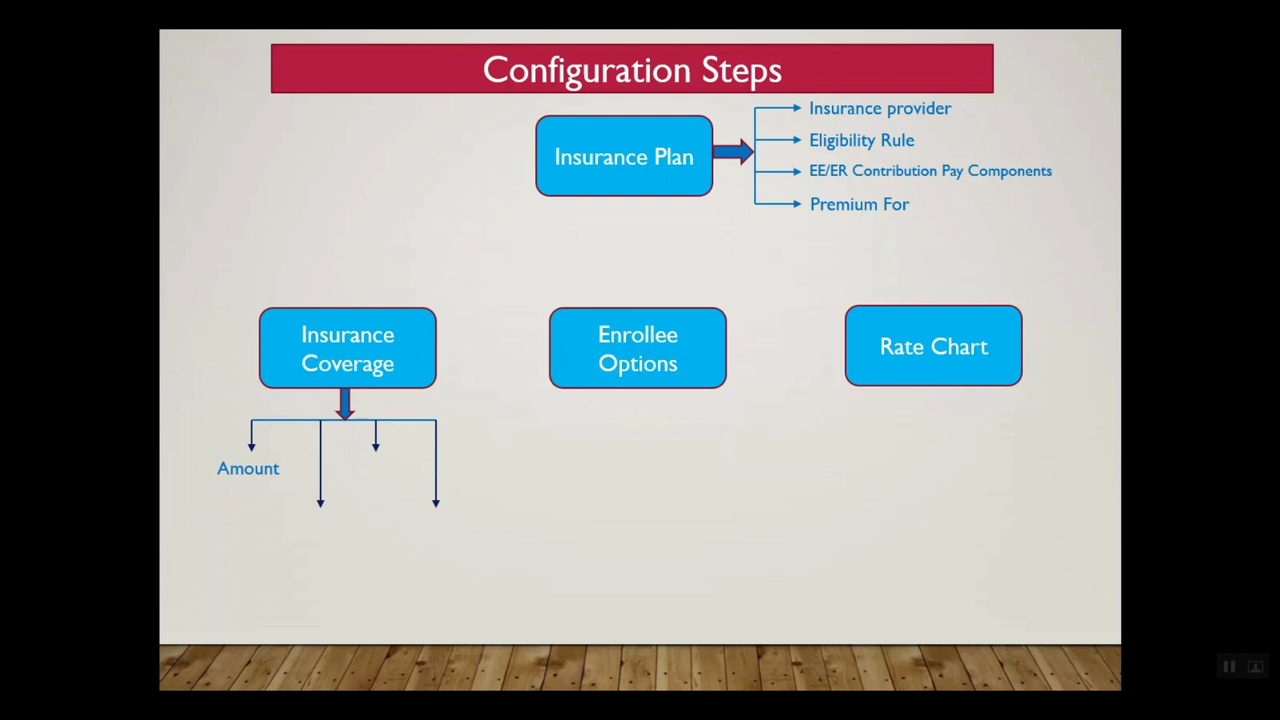 Configuration Steps
Insurance Plan
Insurance provider
Eligibility Rule
EE/ER Contribution Pay Components
Premium For
Insurance
Coverage
Enrollee
Options
Rate Chart
Amount